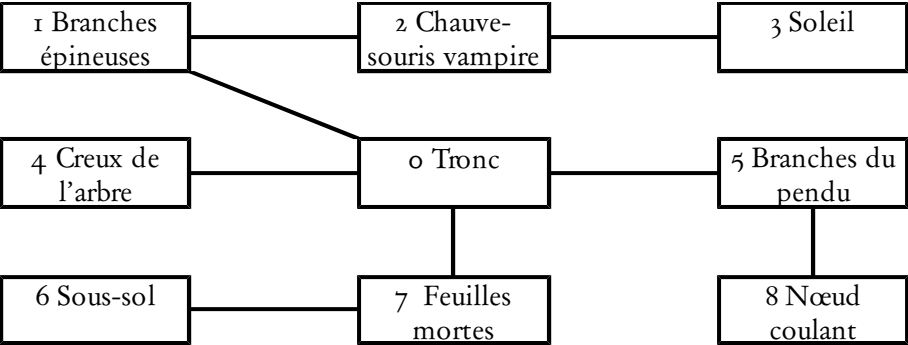 1 Branches
épineuses
2 Chauve-
souris vampire
3 Soleil
4 Creux de
l’arbre
0 Tronc
5 Branches du
pendu
6 Sous-sol
7 Feuilles
mortes
8 Nœud
coulant